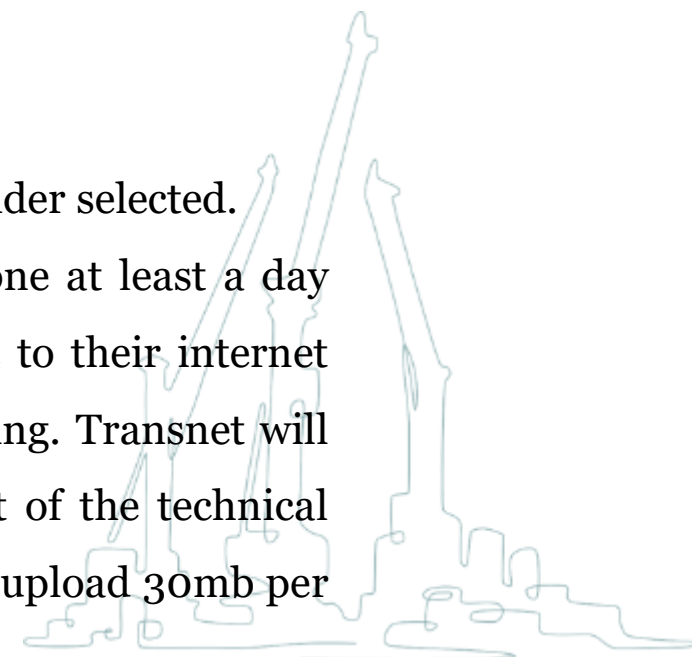 der selected.
one at least a day
to their internet
ng. Transnet will
of the technical
upload 30mb per